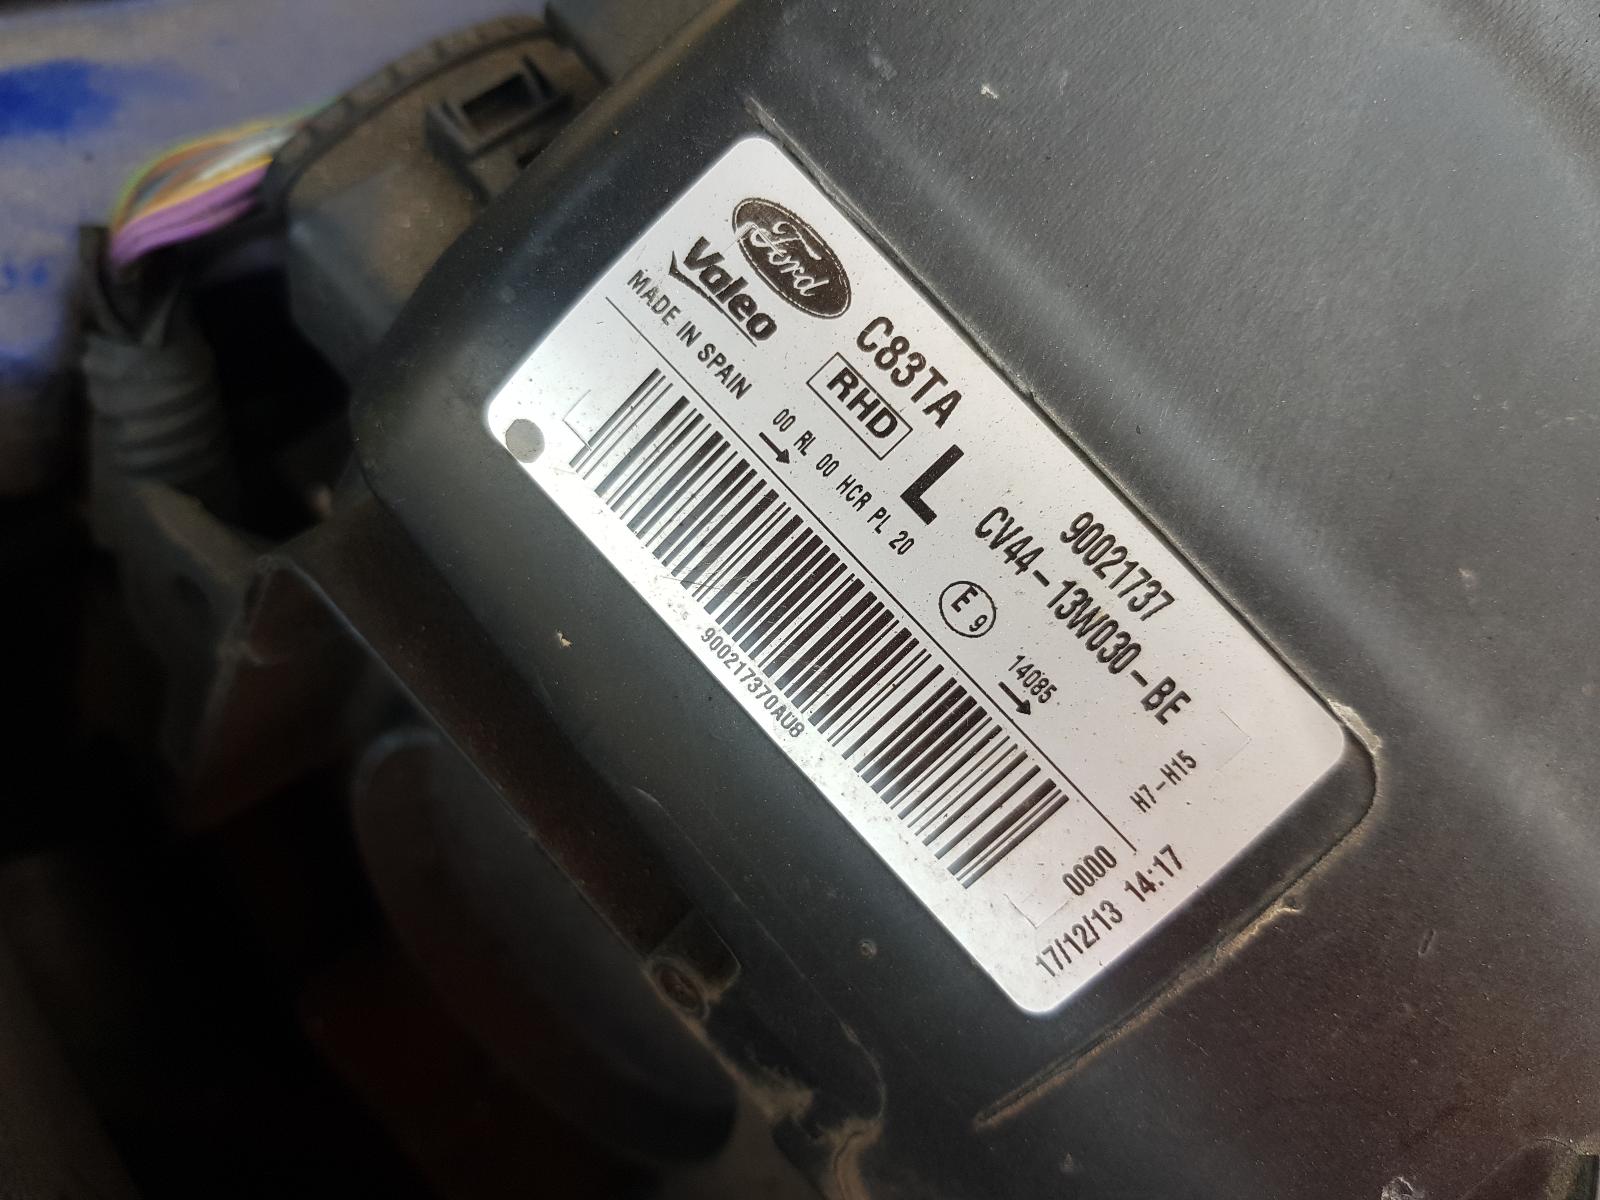 Ford
Valeo
MADE IN SPAIN
C83TA
RHD
L
00 RL 00 HCR PL 20
90021737
CV44-13W030-BE
E 9
14085
H7-H15
900217370AU8
0000
17/12/13 14:17